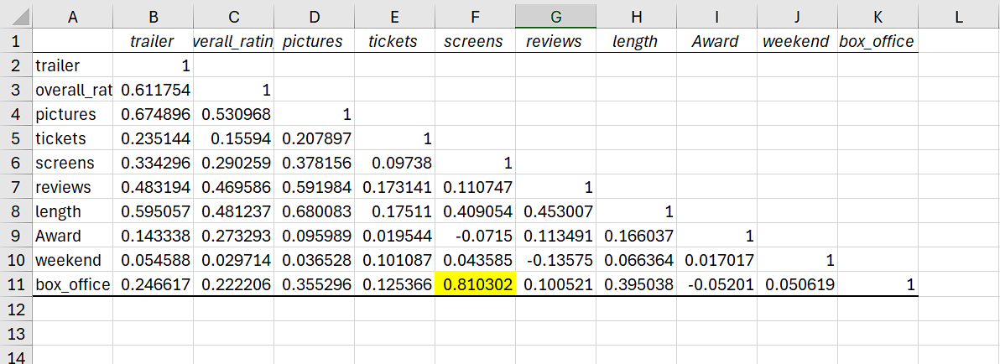 A B C D E F G H I J K L
1 trailer verall_ratin pictures tickets screens reviews length Award weekend box_office
2 trailer 1
3 overall_rat 0.611754 1
4 pictures 0.674896 0.530968 1
5 tickets 0.235144 0.15594 0.207897 1
6 screens 0.334296 0.290259 0.378156 0.09738 1
7 reviews 0.483194 0.469586 0.591984 0.173141 0.110747 1
8 length 0.595057 0.481237 0.680083 0.17511 0.409054 0.453007 1
9 Award 0.143338 0.273293 0.095989 0.019544 -0.0715 0.113491 0.166037 1
10 weekend 0.054588 0.029714 0.036528 0.101087 0.043585 -0.13575 0.066364 0.017017 1
11 box_office 0.246617 0.222206 0.355296 0.125366 0.810302 0.100521 0.395038 -0.05201 0.050619 1
12
13
14